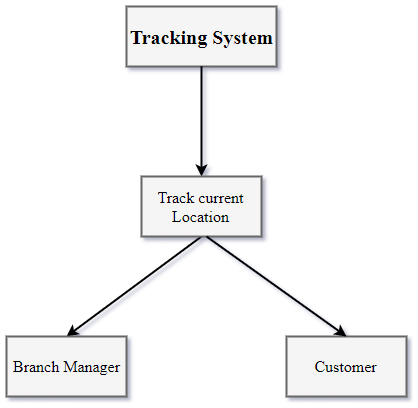 Tracking System
Track current
Location
Branch Manager
Customer